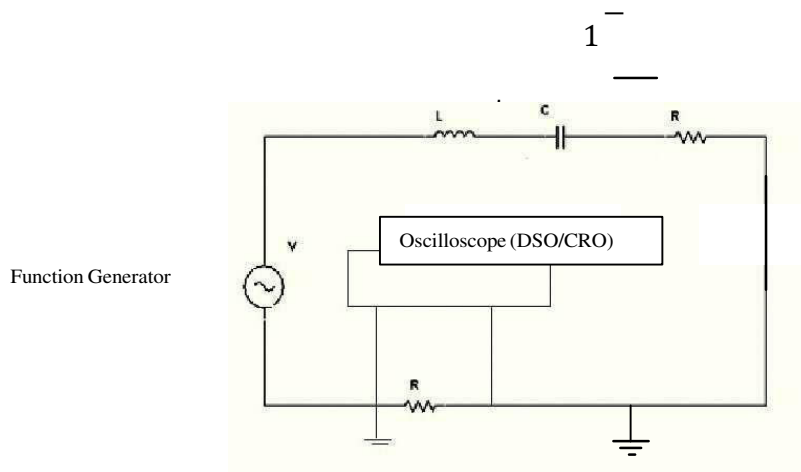 1
L
C
R
Oscilloscope (DSO/CRO)
V
Function Generator
R